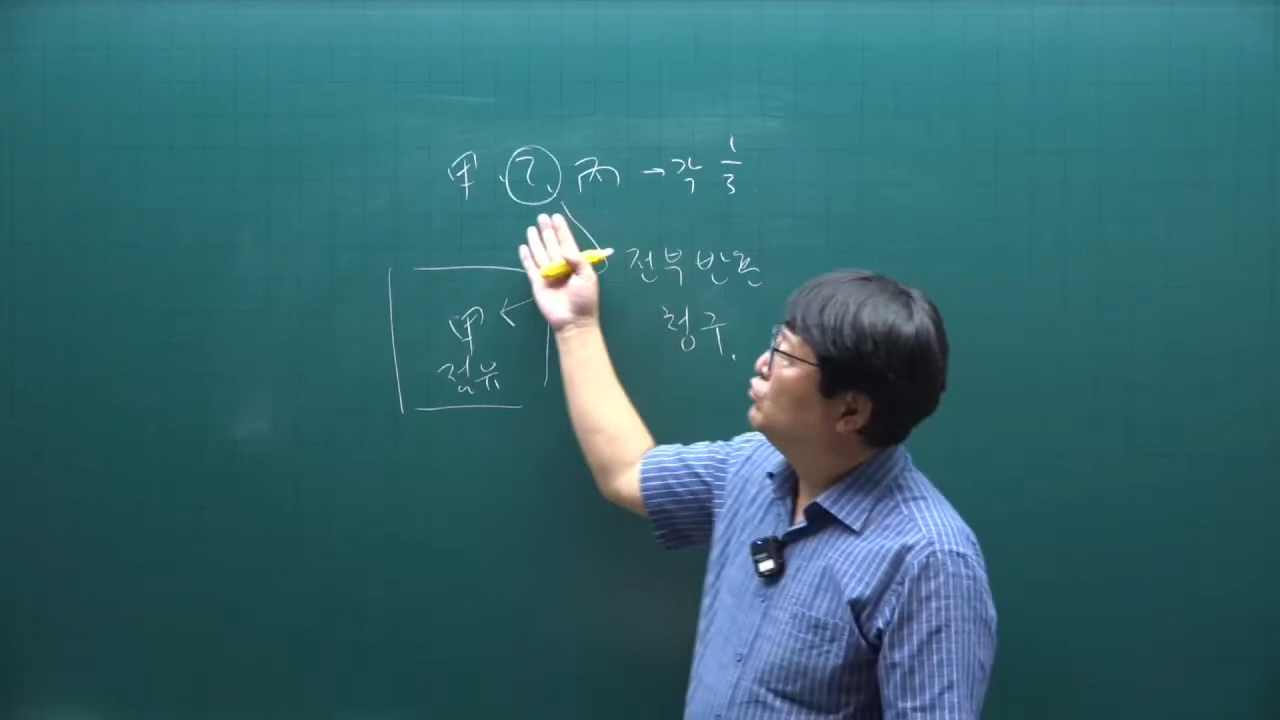 甲. 乙. 丙 → 각 1/3
전부 반환
청구.
甲
점유